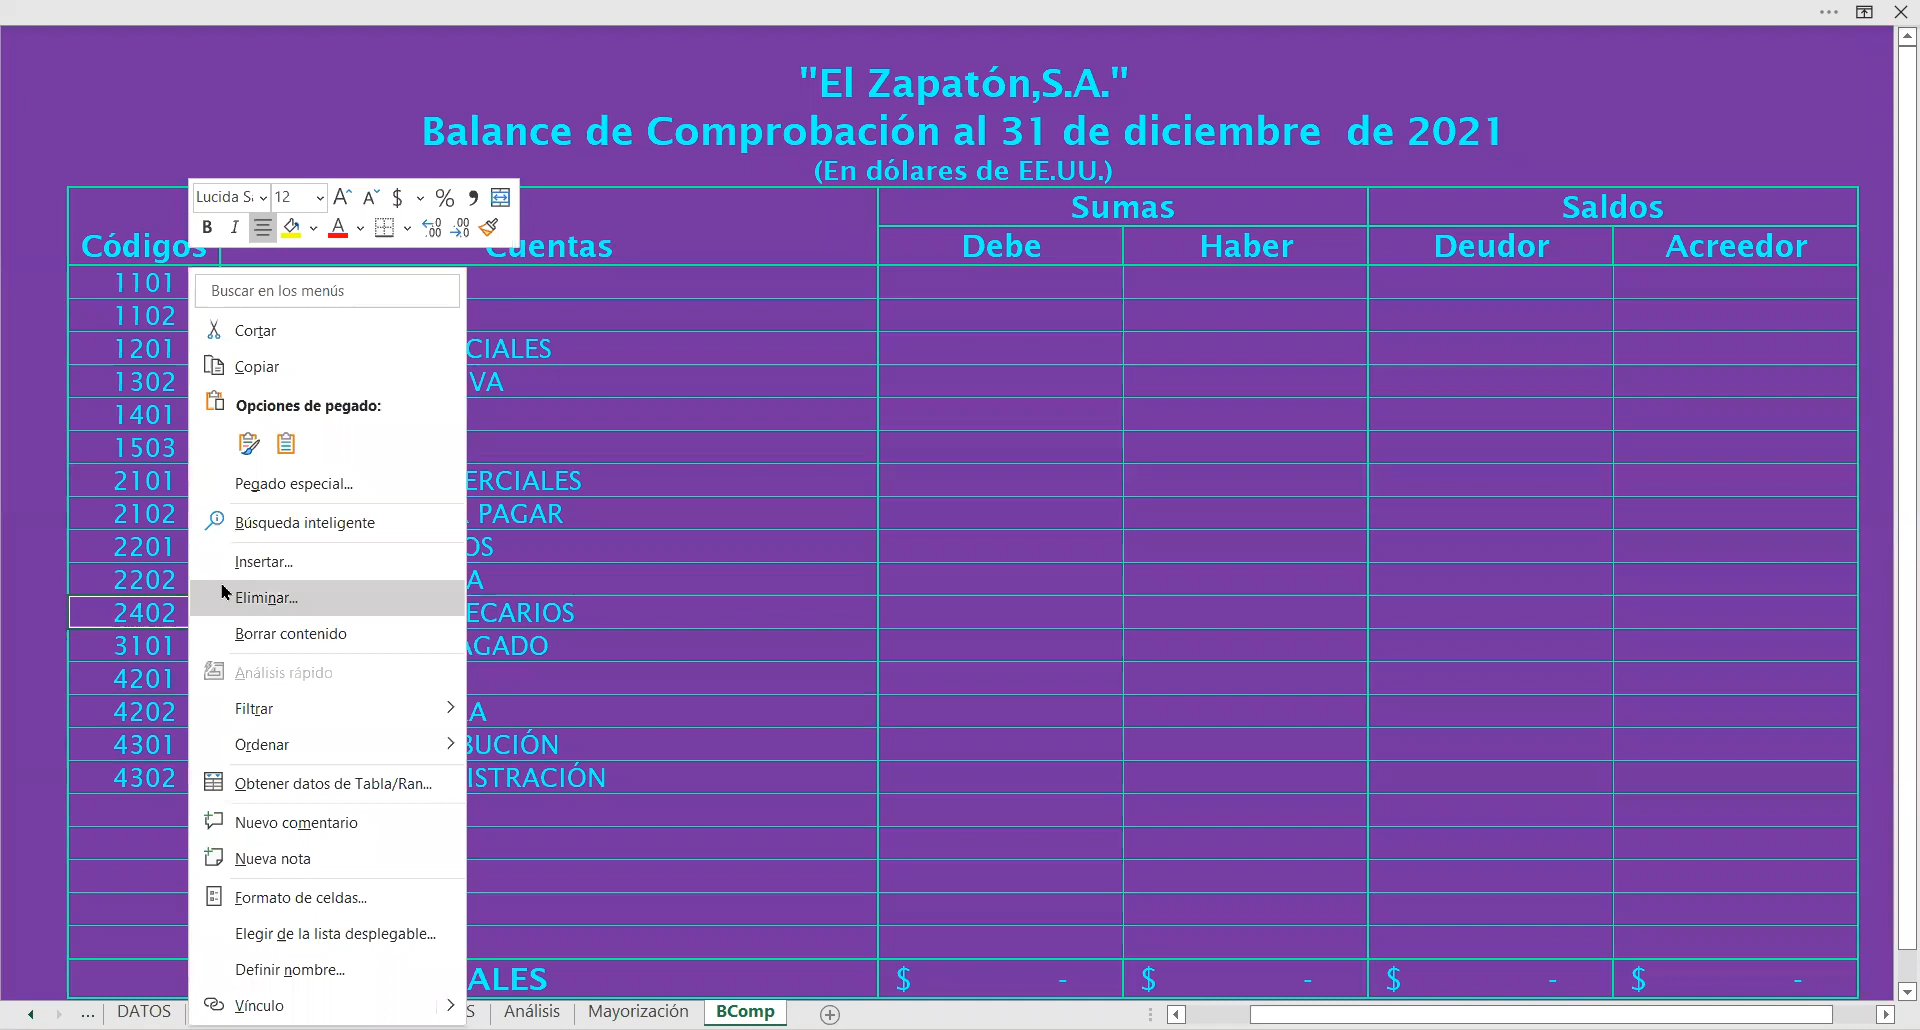 "El Zapatón,S.A."
Balance de Comprobación al 31 de diciembre  de 2021
(En dólares de EE.UU.)
Lucida 12
$ % ,
B I A
Sumas Saldos
Códigos Cuentas Debe Haber Deudor Acreedor
1101
Buscar en los menús
1102
Cortar
1201 CIALES
Copiar
1302 VA
Opciones de pegado:
1401
1503
2101 ERCIALES
Pegado especial...
2102 PAGAR
Búsqueda inteligente
2201 OS
Insertar...
2202 A
Eliminar...
2402 ECARIOS
Borrar contenido
3101 AGADO
4201
Análisis rápido
4202 A
Filtrar
4301 BUCIÓN
Ordenar
4302 ISTRACIÓN
Obtener datos de Tabla/Ran...
Nuevo comentario
Nueva nota
Formato de celdas...
Elegir de la lista desplegable...
Definir nombre...
ALES $ - $ - $ - $ -
Vínculo
... DATOS S Análisis Mayorización BComp